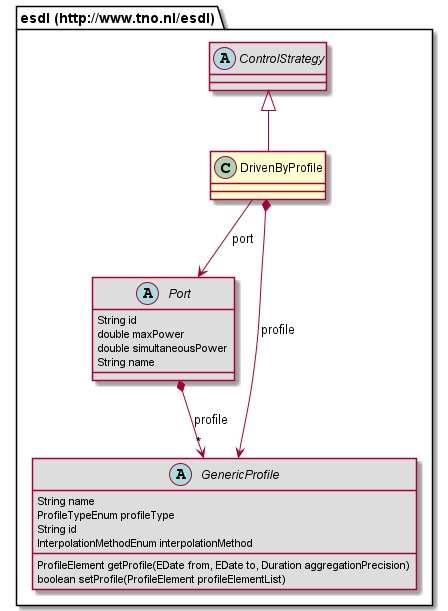 esdl (http://www.tno.nl/esdl)
A ControlStrategy
C DrivenByProfile
port
A Port
String id
double maxPower
double simultaneousPower
String name
profile
profile
*
A GenericProfile
String name
ProfileTypeEnum profileType
String id
InterpolationMethodEnum interpolationMethod
ProfileElement getProfile(EDate from, EDate to, Duration aggregationPrecision)
boolean setProfile(ProfileElement profileElementList)